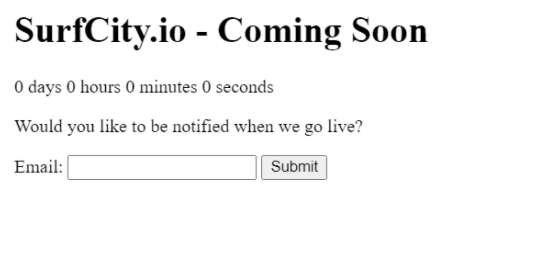 SurfCity.io - Coming Soon
0 days 0 hours 0 minutes 0 seconds
Would you like to be notified when we go live?
Email: Submit